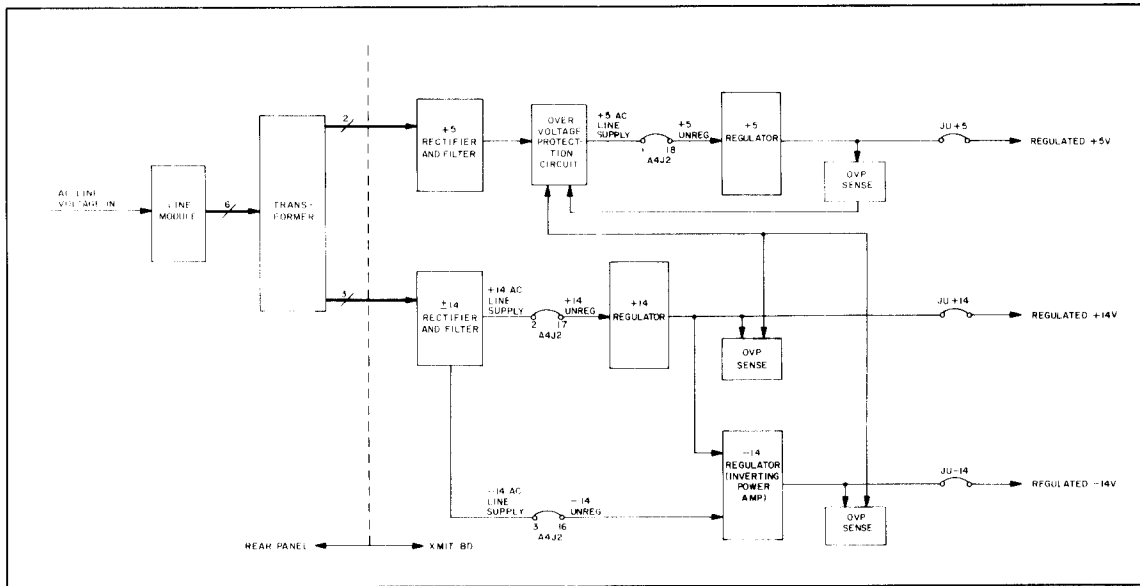 AC LINE
VOLTAGE IN
LINE
MODULE
6
TRANS-
FORMER
2
3
+5
RECTIFIER
AND FILTER
OVER
VOLTAGE
PROTEC-
TION
CIRCUIT
+5 AC
LINE
SUPPLY
1
18
A4J2
+5
UNREG
+5
REGULATOR
OVP
SENSE
JU+5
REGULATED +5V
±14
RECTIFIER
AND FILTER
+14 AC
LINE
SUPPLY
2
17
A4J2
+14
UNREG
+14
REGULATOR
OVP
SENSE
JU+14
REGULATED +14V
-14 AC
LINE
SUPPLY
3
16
A4J2
-14
UNREG
-14
REGULATOR
(INVERTING
POWER
AMP)
OVP
SENSE
JU-14
REGULATED -14V
REAR PANEL
XMIT BD